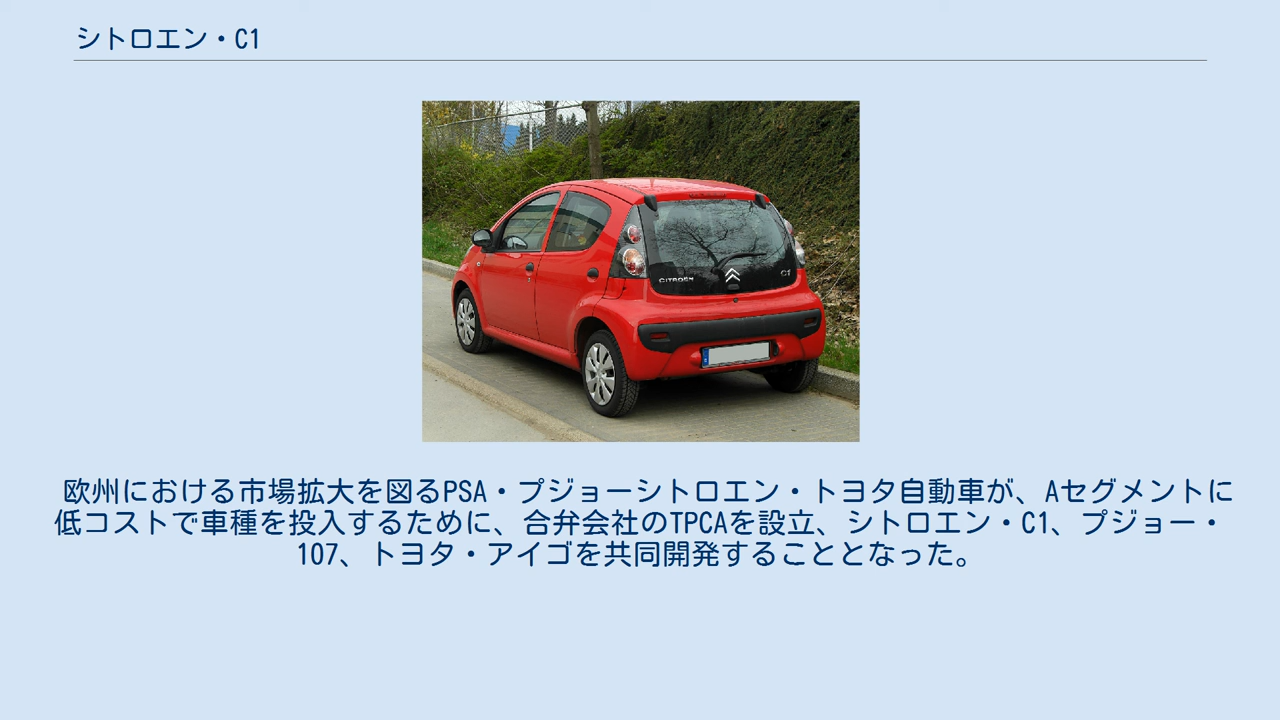 シトロエン・C1
CITROËN
C1
欧州における市場拡大を図るPSA・プジョーシトロエン・トヨタ自動車が、Aセグメントに
低コストで車種を投入するために、合弁会社のTPCAを設立、シトロエン・C1、プジョー・
107、トヨタ・アイゴを共同開発することとなった。